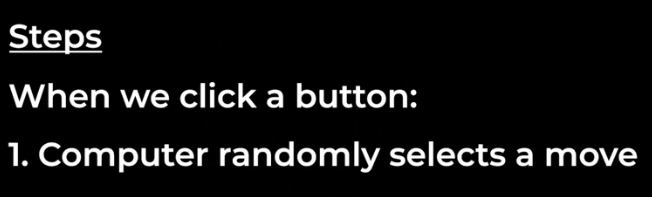 Steps
When we click a button:
1. Computer randomly selects a move